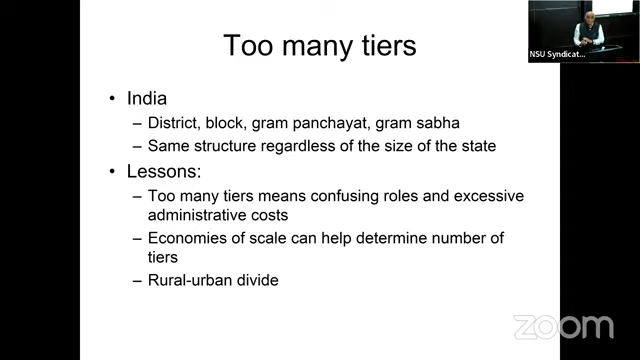 Too many tiers
NSU Syndicat...
• India
– District, block, gram panchayat, gram sabha
– Same structure regardless of the size of the state
• Lessons:
– Too many tiers means confusing roles and excessive
administrative costs
– Economies of scale can help determine number of
tiers
– Rural-urban divide
zoom